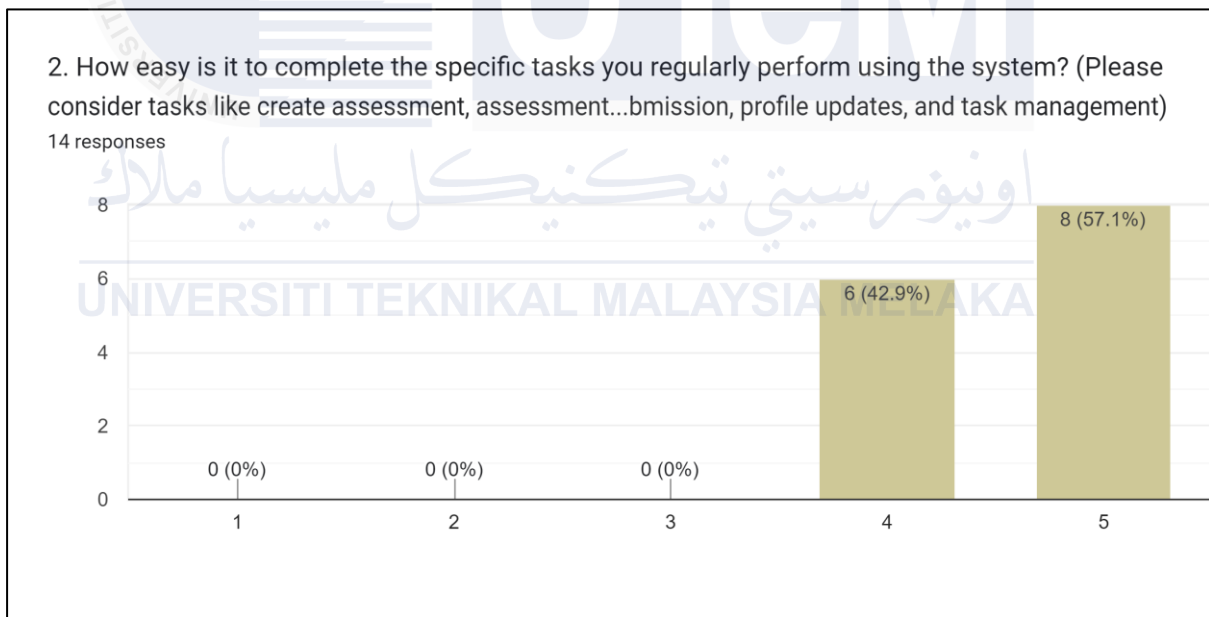 UTeM
2. How easy is it to complete the specific tasks you regularly perform using the system? (Please
consider tasks like create assessment, assessment...bmission, profile updates, and task management)
14 responses
اونيۏرسيتي تيكنيكل مليسيا ملاك
UNIVERSITI TEKNIKAL MALAYSIA MELAKA
8
6
4
2
0
0 (0%)
0 (0%)
0 (0%)
6 (42.9%)
8 (57.1%)
1
2
3
4
5